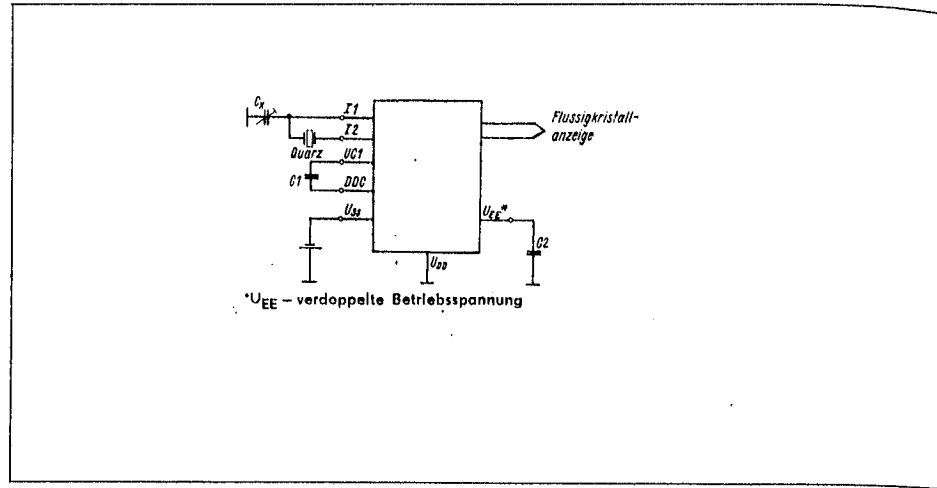 Cx
I1
I2
Quarz
UC1
C1
DDC
USS
UDD
Flussigkristall-
anzeige
UEE*
C2
*UEE – verdoppelte Betriebsspannung